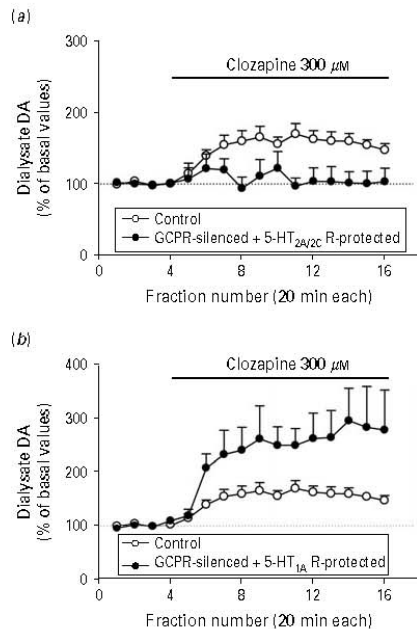 (a)
300
200
100
0
Dialysate DA
(% of basal values)
Clozapine 300 μM
Control
GCPR-silenced + 5-HT2A/2C R-protected
0 4 8 12 16
Fraction number (20 min each)
(b)
400
300
200
100
0
Dialysate DA
(% of basal values)
Clozapine 300 μM
Control
GCPR-silenced + 5-HT1A R-protected
0 4 8 12 16
Fraction number (20 min each)